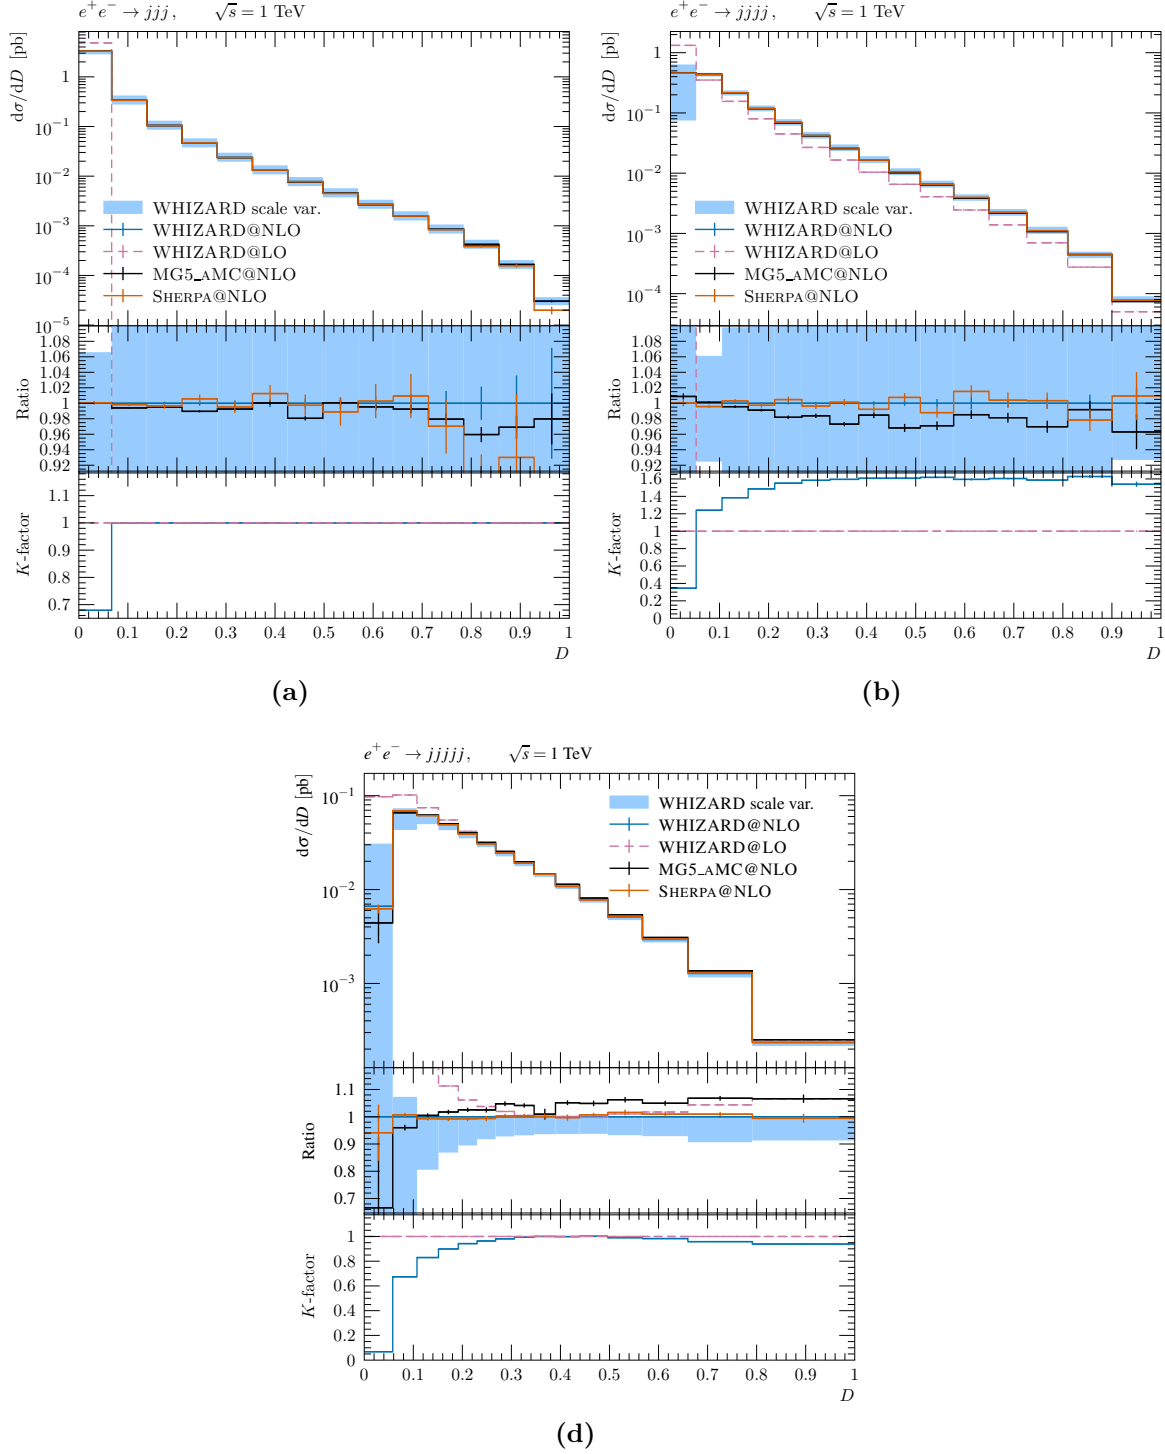 e⁺e⁻ → jjj, √s = 1 TeV
dσ/dD [pb]
1
10⁻¹
10⁻²
10⁻³
10⁻⁴
10⁻⁵
WHIZARD scale var.
WHIZARD@NLO
WHIZARD@LO
MG5_AMC@NLO
SHERPA@NLO
Ratio
1.08
1.06
1.04
1.02
1
0.98
0.96
0.94
0.92
K-factor
1.1
1
0.9
0.8
0.7
0 0.1 0.2 0.3 0.4 0.5 0.6 0.7 0.8 0.9 1
D
(a)
e⁺e⁻ → jjjj, √s = 1 TeV
dσ/dD [pb]
1
10⁻¹
10⁻²
10⁻³
10⁻⁴
WHIZARD scale var.
WHIZARD@NLO
WHIZARD@LO
MG5_AMC@NLO
SHERPA@NLO
Ratio
1.08
1.06
1.04
1.02
1
0.98
0.96
0.94
0.92
K-factor
1.6
1.4
1.2
1
0.8
0.6
0.4
0.2
0
0 0.1 0.2 0.3 0.4 0.5 0.6 0.7 0.8 0.9 1
D
(b)
e⁺e⁻ → jjjjj, √s = 1 TeV
dσ/dD [pb]
10⁻¹
10⁻²
10⁻³
WHIZARD scale var.
WHIZARD@NLO
WHIZARD@LO
MG5_AMC@NLO
SHERPA@NLO
Ratio
1.1
1.0
0.9
0.8
0.7
K-factor
1
0.8
0.6
0.4
0.2
0
0 0.1 0.2 0.3 0.4 0.5 0.6 0.7 0.8 0.9 1
D
(d)